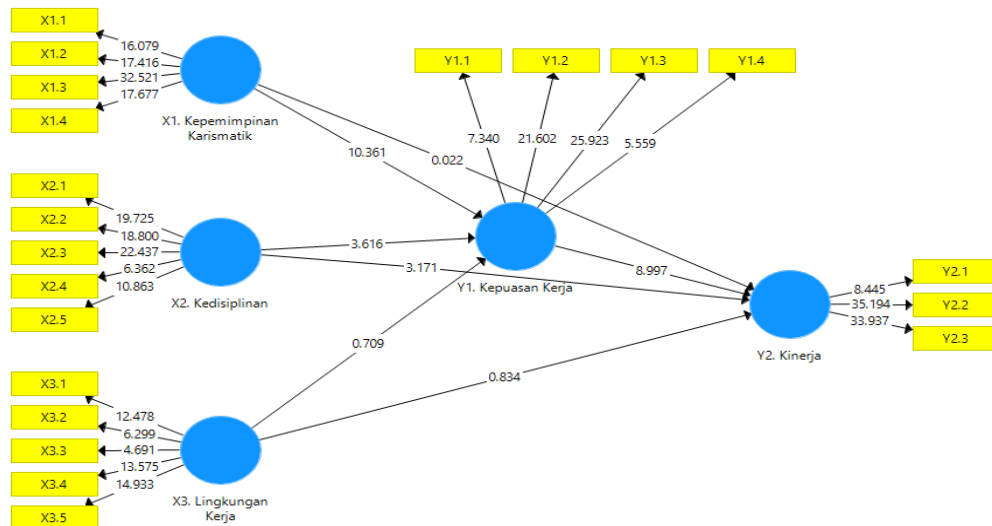 X1.1
X1.2
X1.3
X1.4
16.079
17.416
32.521
17.677
X1. Kepemimpinan
Karismatik
Y1.1
Y1.2
Y1.3
Y1.4
7.340
21.602
25.923
5.559
10.361
0.022
X2.1
X2.2
X2.3
X2.4
X2.5
19.725
18.800
22.437
6.362
10.863
X2. Kedisiplinan
3.616
3.171
Y1. Kepuasan Kerja
8.997
0.709
0.834
Y2.1
Y2.2
Y2.3
8.445
35.194
33.937
Y2. Kinerja
X3.1
X3.2
X3.3
X3.4
X3.5
12.478
6.299
4.691
13.575
14.933
X3. Lingkungan
Kerja